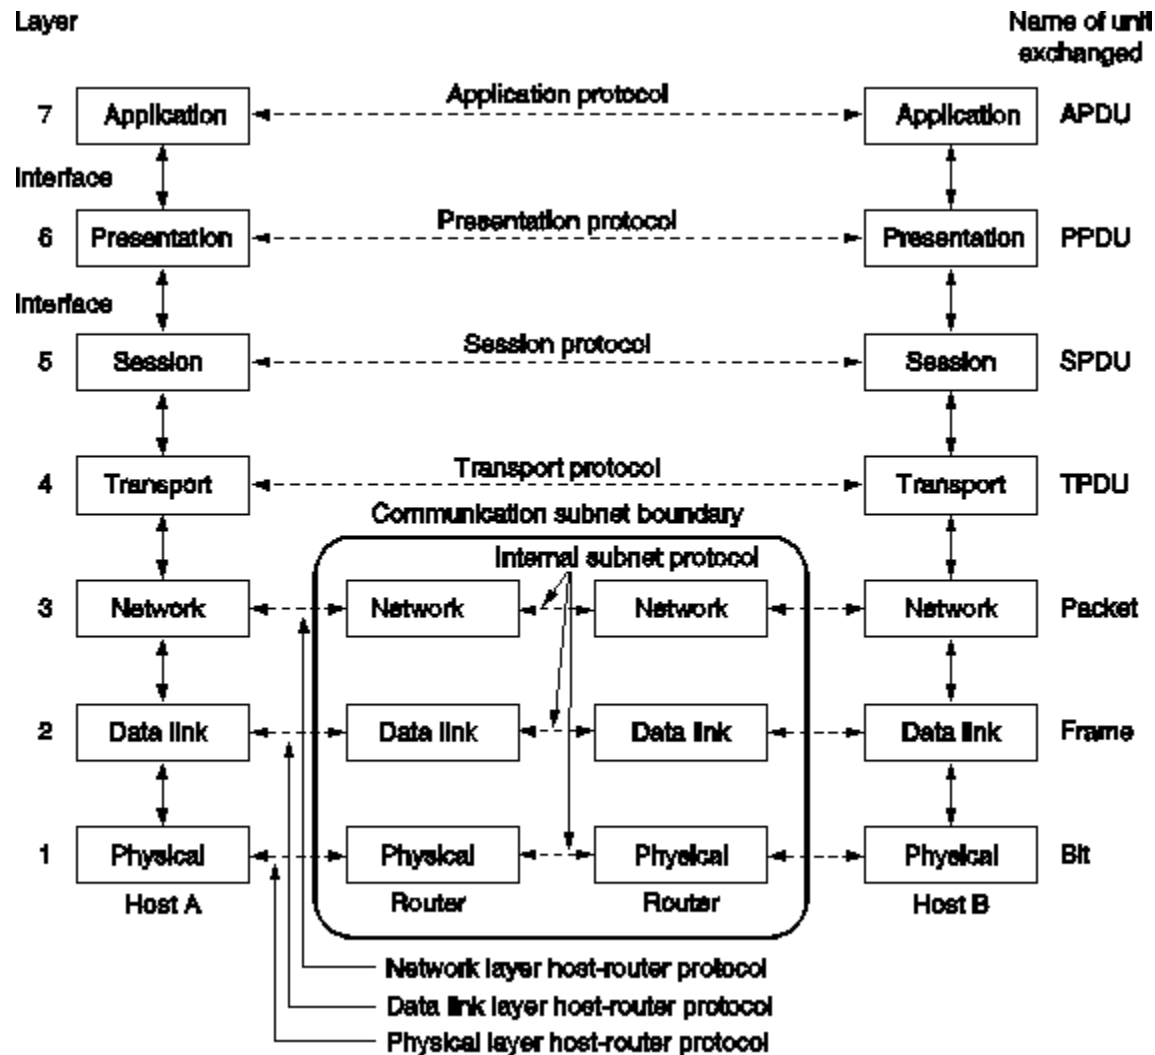 Layer
Name of unit
exchanged
7 Application Application protocol Application APDU
Interface
6 Presentation Presentation protocol Presentation PPDU
Interface
5 Session Session protocol Session SPDU
4 Transport Transport protocol Transport TPDU
Communication subnet boundary
Internal subnet protocol
3 Network Network Network Network Packet
2 Data link Data link Data link Data link Frame
1 Physical Physical Physical Physical Bit
Host A Router Router Host B
Network layer host-router protocol
Data link layer host-router protocol
Physical layer host-router protocol